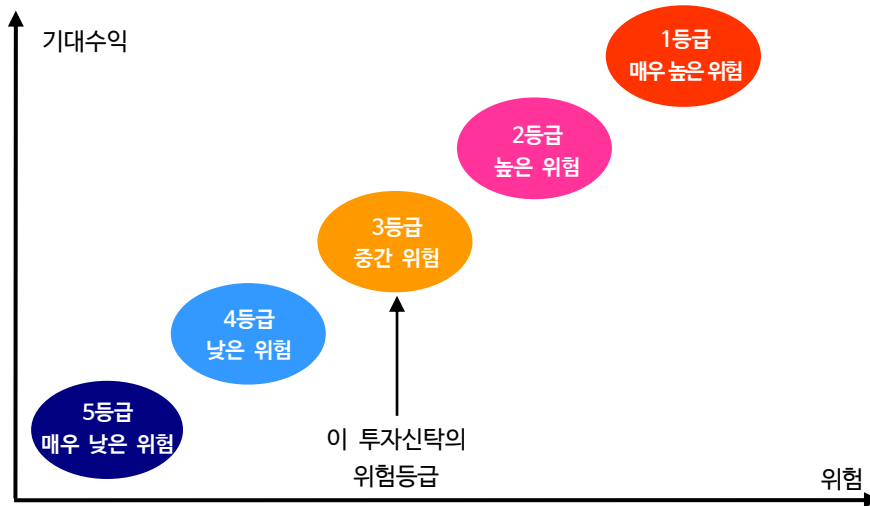 기대수익
1등급
매우 높은 위험
2등급
높은 위험
3등급
중간 위험
4등급
낮은 위험
5등급
매우 낮은 위험
이 투자신탁의
위험등급
위험